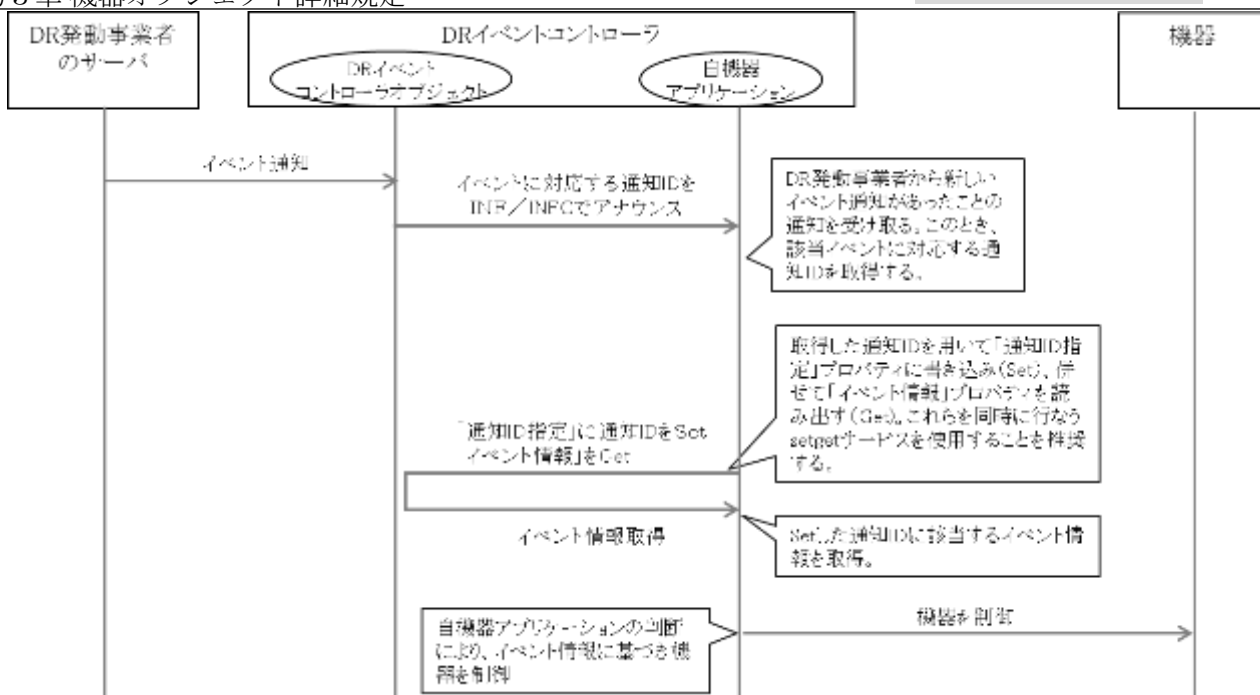 第3章 機器オブジェクト詳細規定
DR発動事業者
のサーバ
DRイベントコントローラ
機器
DRイベント
コントローラオブジェクト
自機器
アプリケーション
イベント通知
イベントに対応する通知IDを
INF/INFCでアナウンス
DR発動事業者から新しい
イベント通知があったことの
通知を受け取る。このとき、
該当イベントに対応する通
知IDを取得する。
取得した通知IDを用いて「通知ID指
定」プロパティに書き込み(Set)、併
せて「イベント情報」プロパティを読
み出す(Get)。これらを同時に行なう
setgetサービスを使用することを推奨
する。
「通知ID指定」に通知IDをSet
イベント情報」をGet
イベント情報取得
Setした通知IDに該当するイベント情
報を取得。
自機器アプリケーションの判断
により、イベント情報に基づき機
器を制御
機器を制御